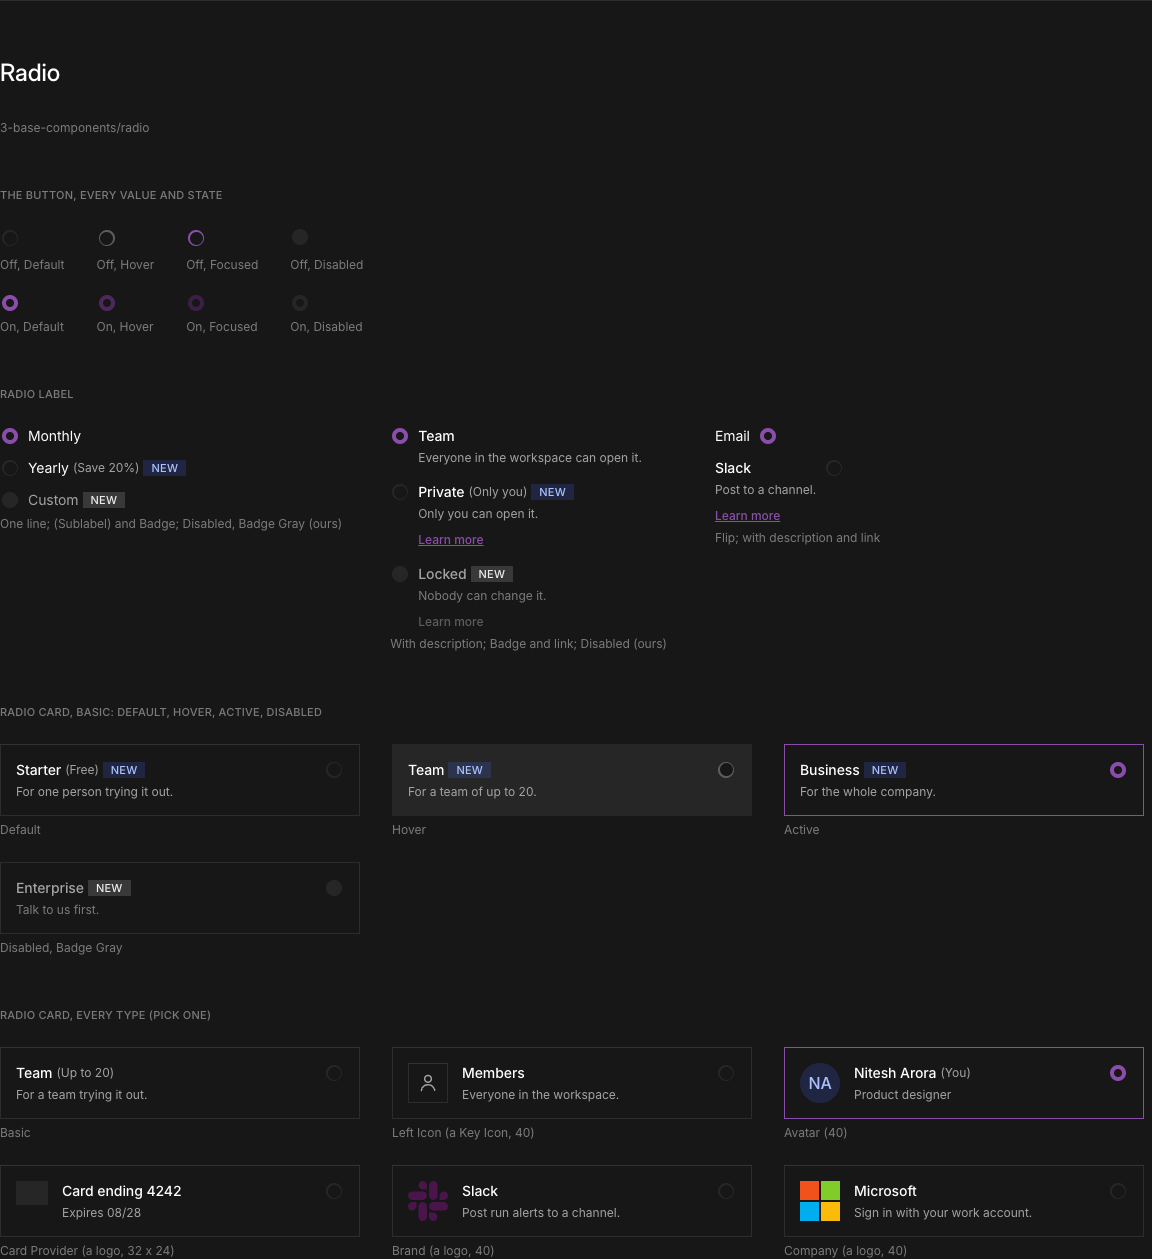 Radio
3-base-components/radio
THE BUTTON, EVERY VALUE AND STATE
Off, Default
Off, Hover
Off, Focused
Off, Disabled
On, Default
On, Hover
On, Focused
On, Disabled
RADIO LABEL
Monthly
Yearly (Save 20%) NEW
Custom NEW
One line; (Sublabel) and Badge; Disabled, Badge Gray (ours)
Team
Everyone in the workspace can open it.
Private (Only you) NEW
Only you can open it.
Learn more
Locked NEW
Nobody can change it.
Learn more
With description; Badge and link; Disabled (ours)
Email
Slack
Post to a channel.
Learn more
Flip; with description and link
RADIO CARD, BASIC: DEFAULT, HOVER, ACTIVE, DISABLED
Starter (Free) NEW
For one person trying it out.
Default
Team NEW
For a team of up to 20.
Hover
Business NEW
For the whole company.
Active
Enterprise NEW
Talk to us first.
Disabled, Badge Gray
RADIO CARD, EVERY TYPE (PICK ONE)
Team (Up to 20)
For a team trying it out.
Basic
Members
Everyone in the workspace.
Left Icon (a Key Icon, 40)
NA
Nitesh Arora (You)
Product designer
Avatar (40)
Card ending 4242
Expires 08/28
Card Provider (a logo, 32 x 24)
Slack
Post run alerts to a channel.
Brand (a logo, 40)
Microsoft
Sign in with your work account.
Company (a logo, 40)